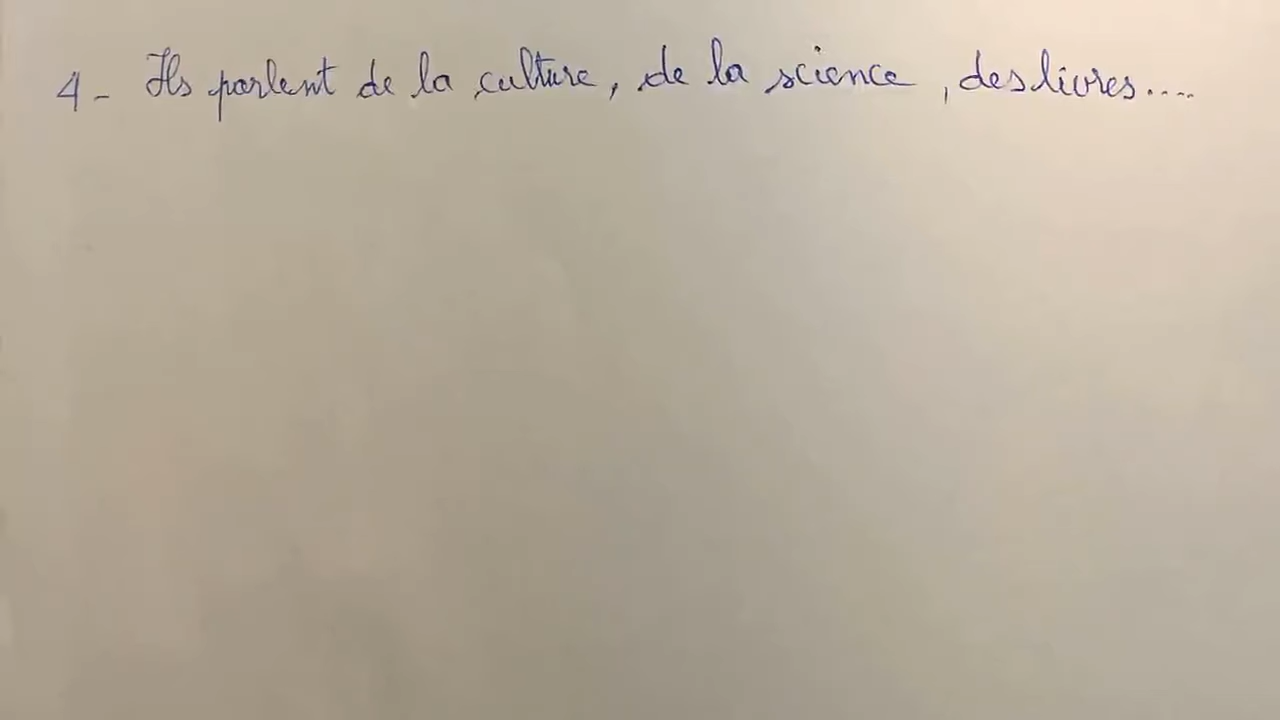 4- Ils parlent de la culture, de la science, des livres.....